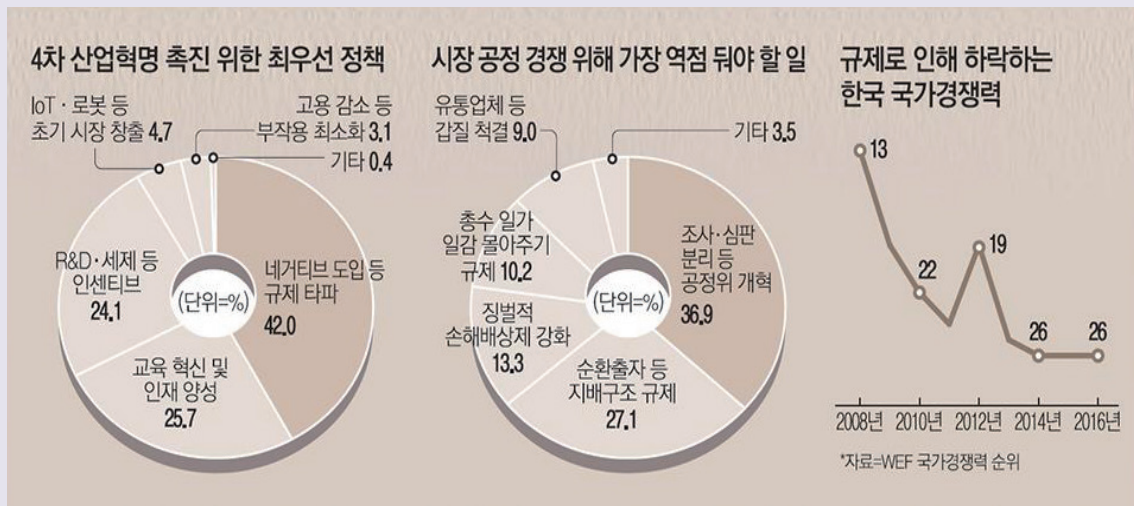 4차 산업혁명 촉진 위한 최우선 정책
IoT · 로봇 등
초기 시장 창출 4.7
고용 감소 등
부작용 최소화 3.1
기타 0.4
R&D·세제 등
인센티브
24.1
(단위=%)
네거티브 도입 등
규제 타파
42.0
교육 혁신 및
인재 양성
25.7
시장 공정 경쟁 위해 가장 역점 둬야 할 일
유통업체 등
갑질 척결 9.0
기타 3.5
총수 일가
일감 몰아주기
규제 10.2
조사·심판
분리 등
공정위 개혁
36.9
(단위=%)
징벌적
손해배상제 강화
13.3
순환출자 등
지배구조 규제
27.1
규제로 인해 하락하는
한국 국가경쟁력
13
19
22
26
26
2008년 2010년 2012년 2014년 2016년
*자료=WEF 국가경쟁력 순위